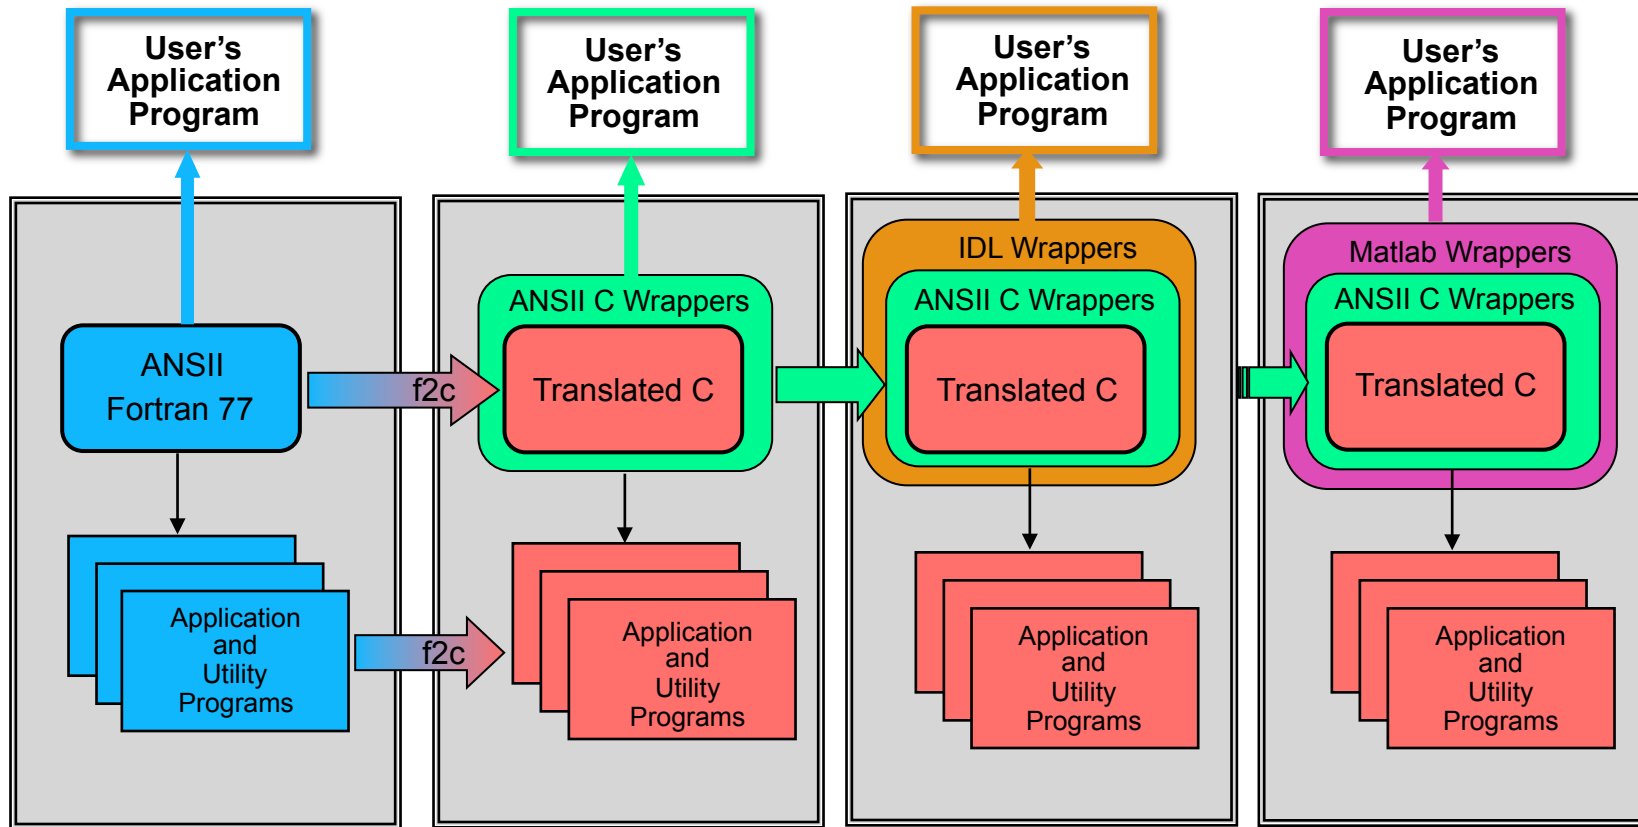 User’s
Application
Program
User’s
Application
Program
User’s
Application
Program
User’s
Application
Program
ANSII
Fortran 77
f2c
ANSII C Wrappers
Translated C
IDL Wrappers
ANSII C Wrappers
Translated C
Matlab Wrappers
ANSII C Wrappers
Translated C
Application
and
Utility
Programs
f2c
Application
and
Utility
Programs
Application
and
Utility
Programs
Application
and
Utility
Programs